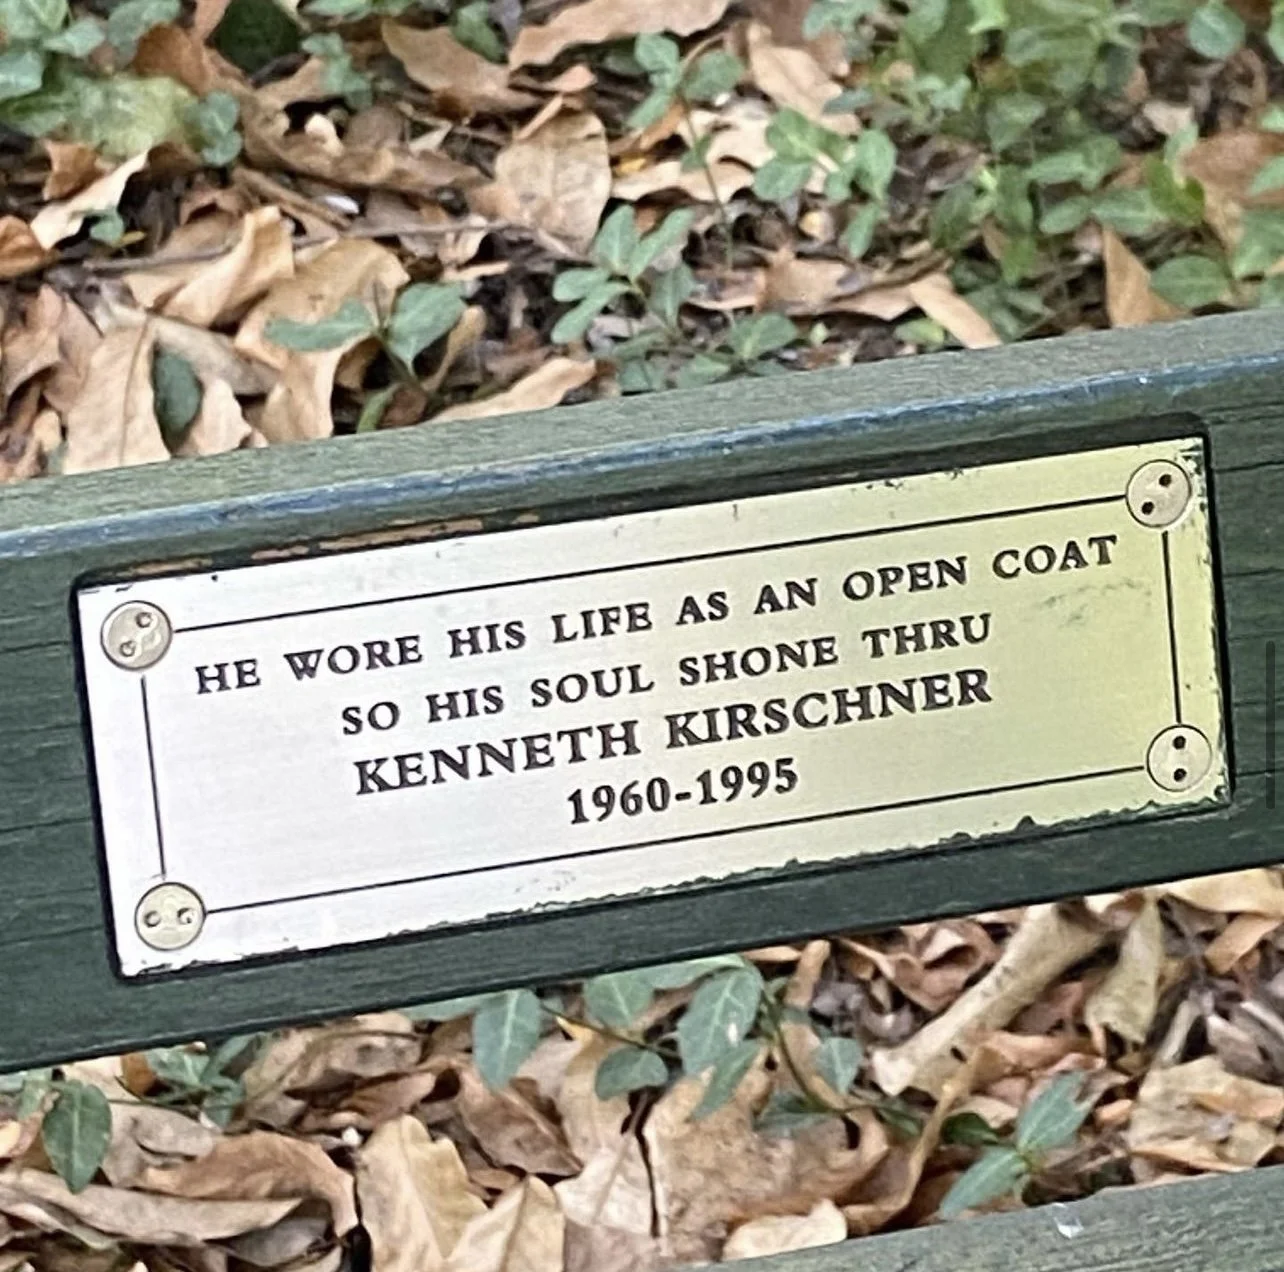 HE WORE HIS LIFE AS AN OPEN COAT
SO HIS SOUL SHONE THRU
KENNETH KIRSCHNER
1960-1995